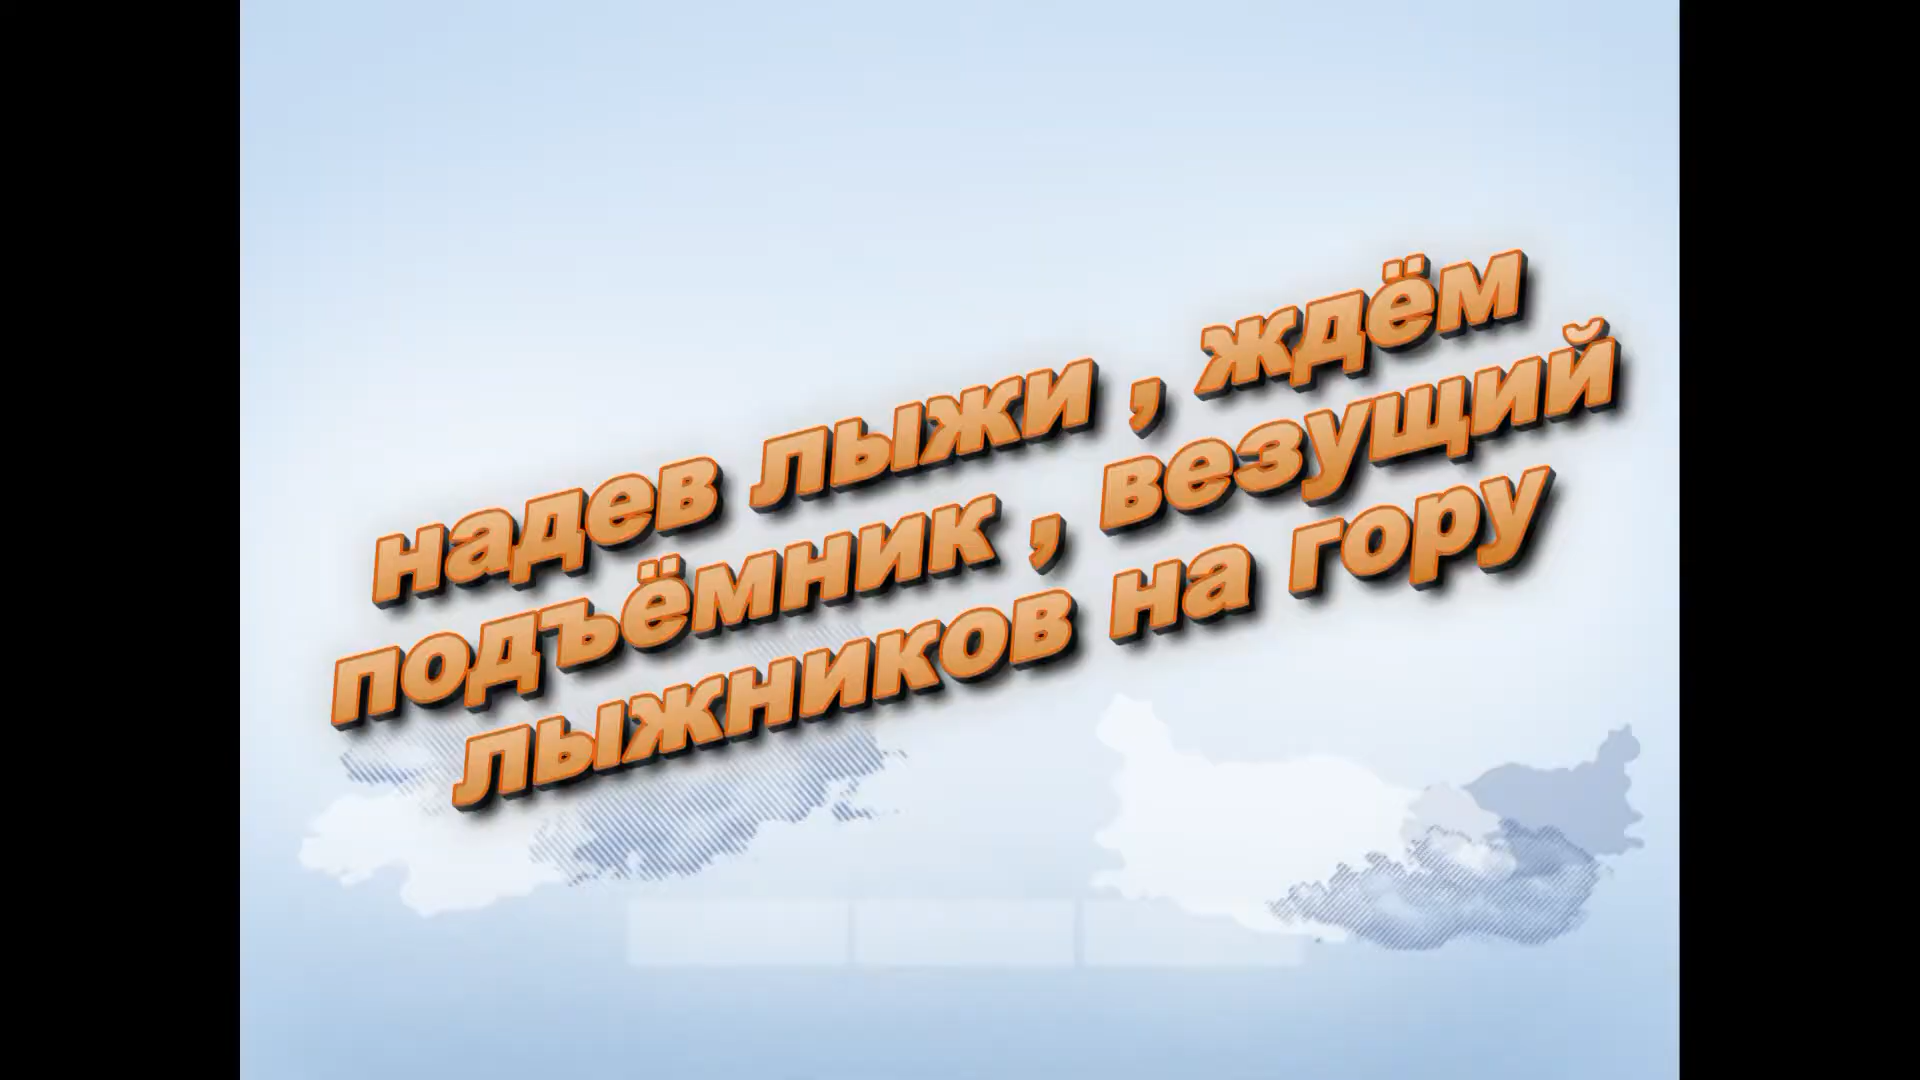 надев лыжи , ждём
подъёмник , везущий
лыжников на гору